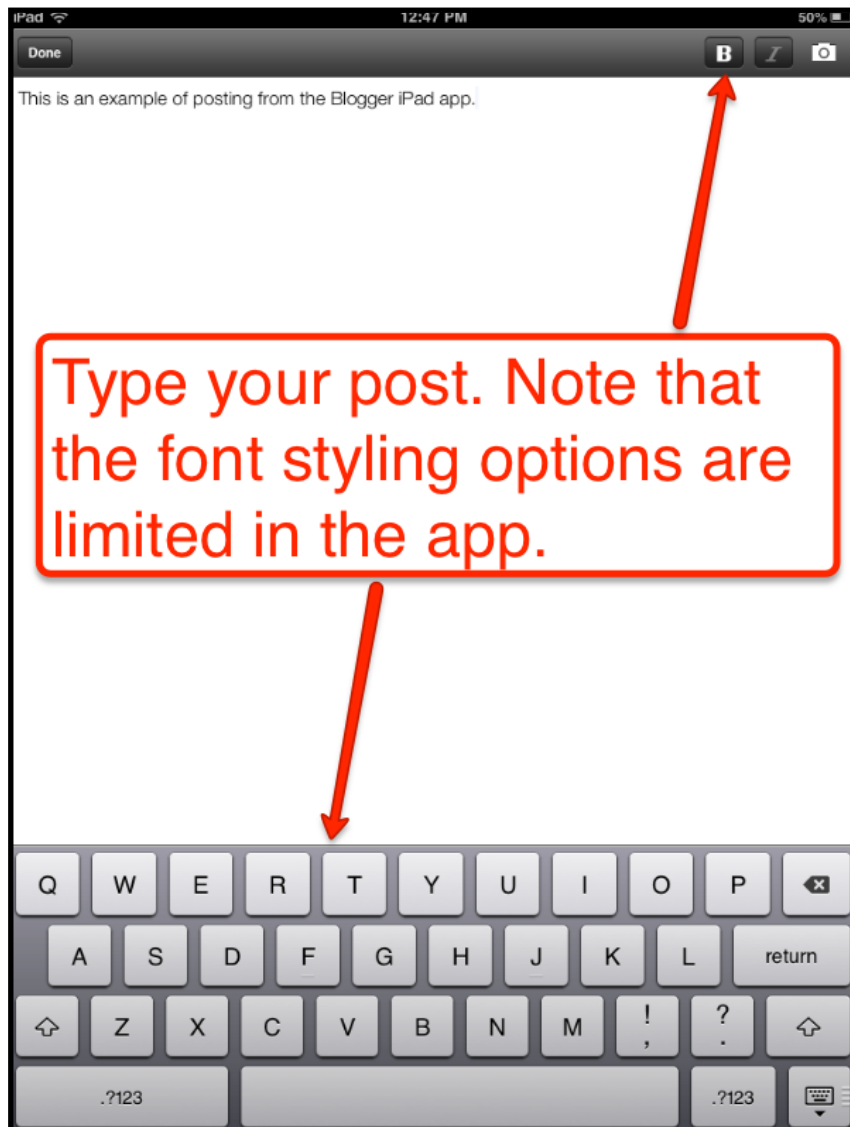 iPad 12:47 PM 50%
Done B I
This is an example of posting from the Blogger iPad app.
Type your post. Note that
the font styling options are
limited in the app.
Q W E R T Y U I O P
A S D F G H J K L return
Z X C V B N M ! , ? .
.?123 .?123